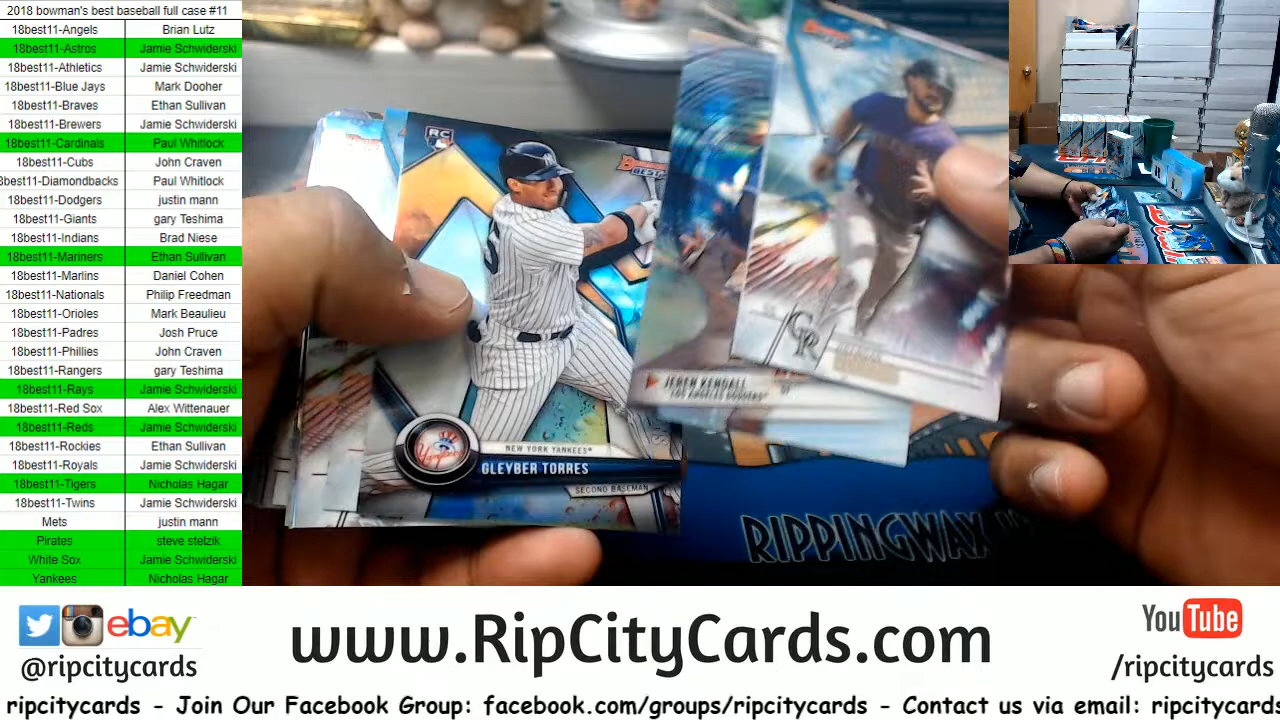 2018 bowman's best baseball full case #11
18best11-Angels Brian Lutz
18best11-Astros Jamie Schwiderski
18best11-Athletics Jamie Schwiderski
18best11-Blue Jays Mark Dooher
18best11-Braves Ethan Sullivan
18best11-Brewers Jamie Schwiderski
18best11-Cardinals Paul Whitlock
18best11-Cubs John Craven
8best11-Diamondbacks Paul Whitlock
18best11-Dodgers justin mann
18best11-Giants gary Teshima
18best11-Indians Brad Niese
18best11-Mariners Ethan Sullivan
18best11-Marlins Daniel Cohen
18best11-Nationals Philip Freedman
18best11-Orioles Mark Beaulieu
18best11-Padres Josh Pruce
18best11-Phillies John Craven
18best11-Rangers gary Teshima
18best11-Rays Jamie Schwiderski
18best11-Red Sox Alex Wittenauer
18best11-Reds Jamie Schwiderski
18best11-Rockies Ethan Sullivan
18best11-Royals Jamie Schwiderski
18best11-Tigers Nicholas Hagar
18best11-Twins Jamie Schwiderski
Mets justin mann
Pirates steve stelzik
White Sox Jamie Schwiderski
Yankees Nicholas Hagar
RC
BEST
NEW YORK YANKEES
GLEYBER TORRES
SECOND BASEMAN
JEREN KENDALL
LOS ANGELES DODGERS
OF
CR
RIPPINGWAX
ebay
@ripcitycards
www.RipCityCards.com
YouTube
/ripcitycards
ripcitycards - Join Our Facebook Group: facebook.com/groups/ripcitycards - Contact us via email: ripcitycards